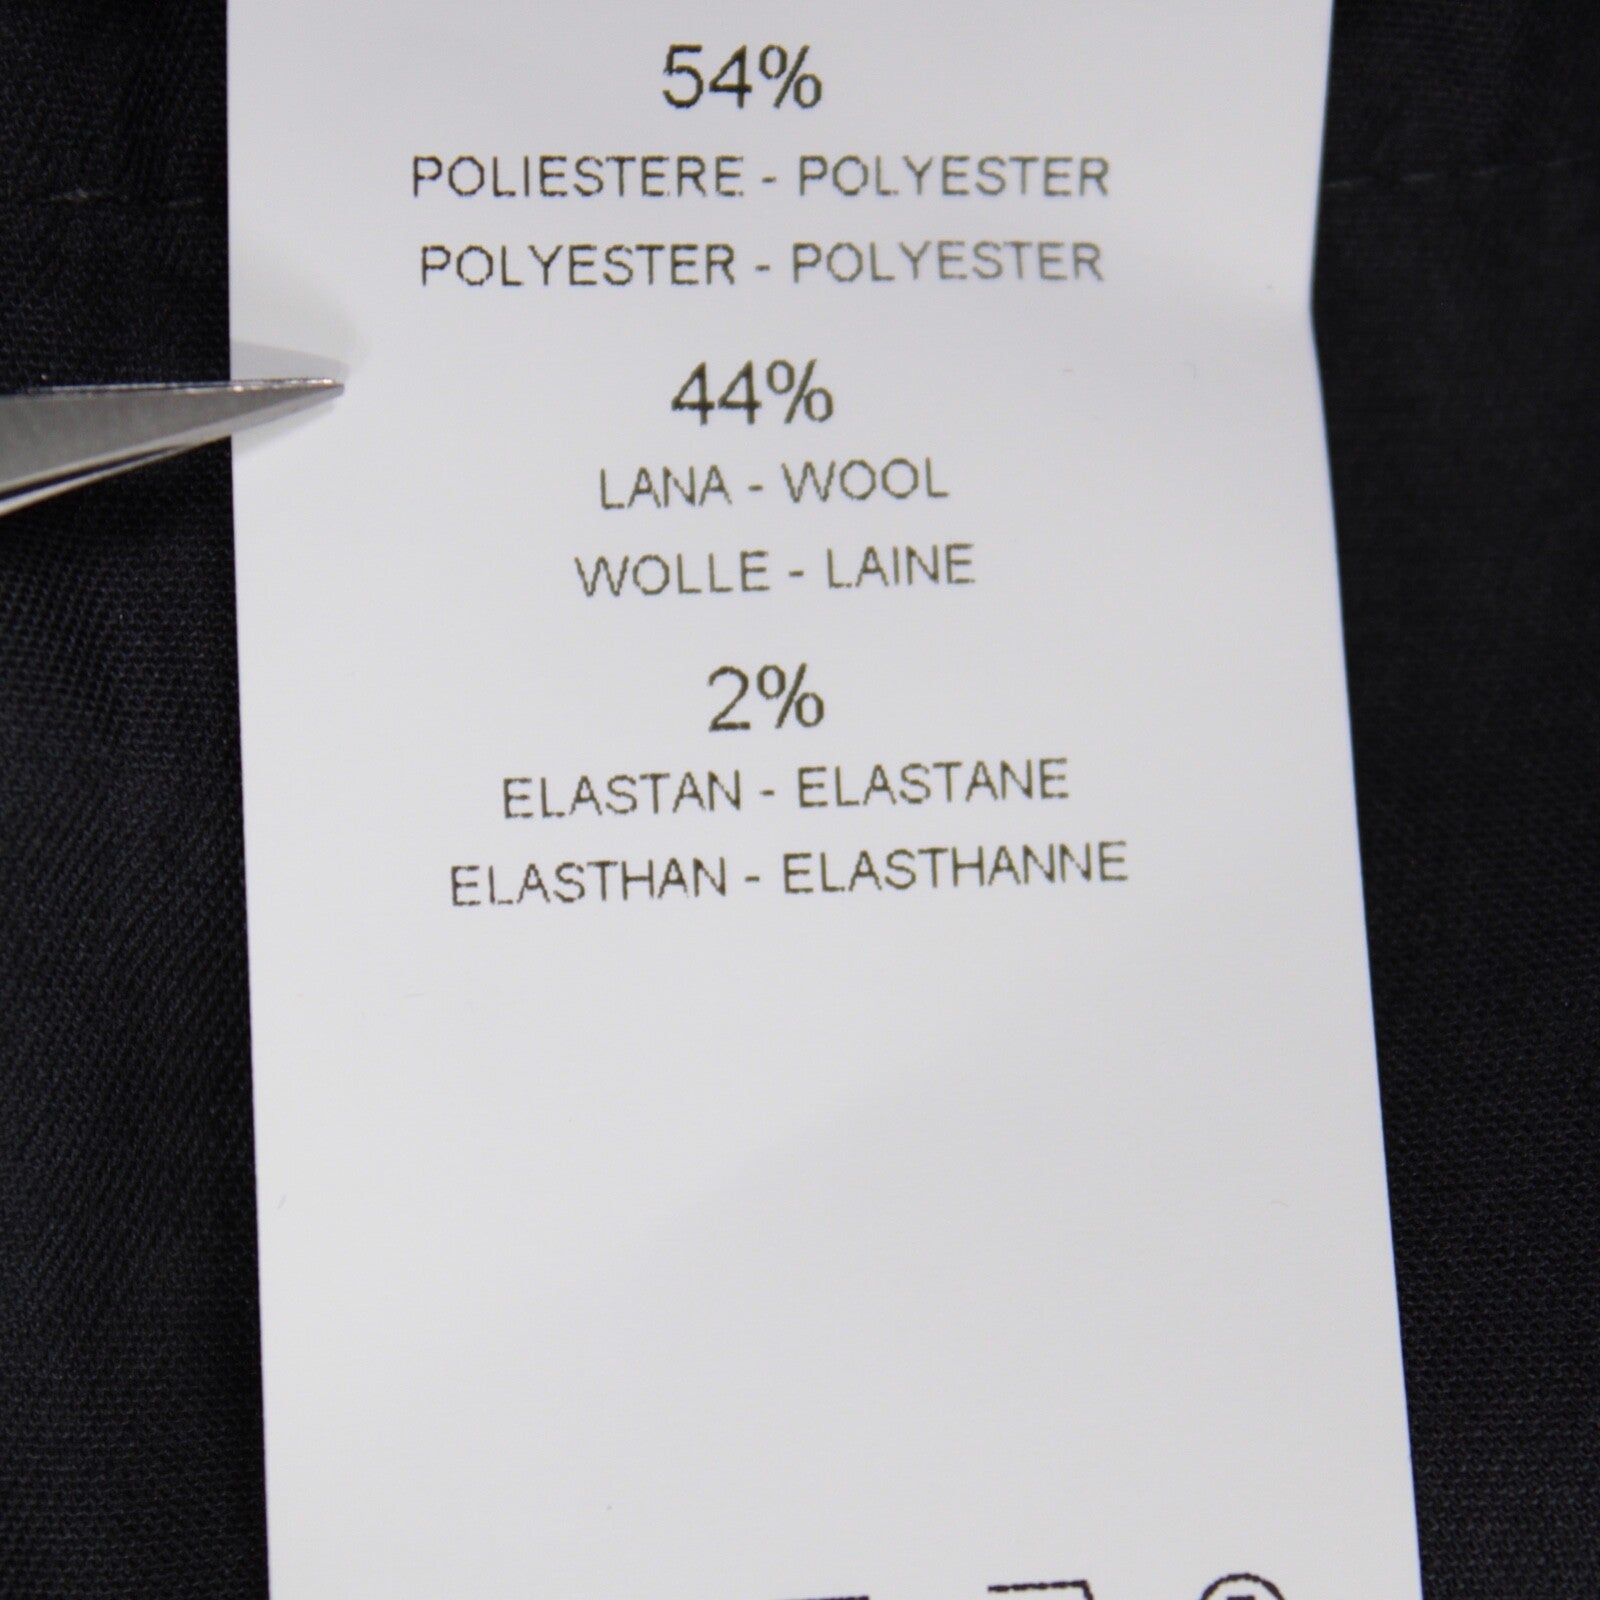 54%
POLIESTERE - POLYESTER
POLYESTER - POLYESTER
44%
LANA - WOOL
WOLLE - LAINE
2%
ELASTAN - ELASTANE
ELASTHAN - ELASTHANNE